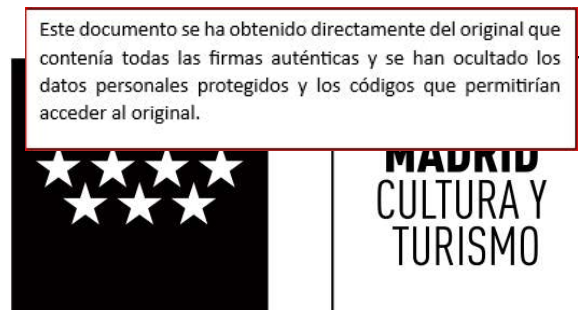 Este documento se ha obtenido directamente del original que
contenía todas las firmas auténticas y se han ocultado los
datos personales protegidos y los códigos que permitirían
acceder al original.
MADRID
CULTURA Y
TURISMO